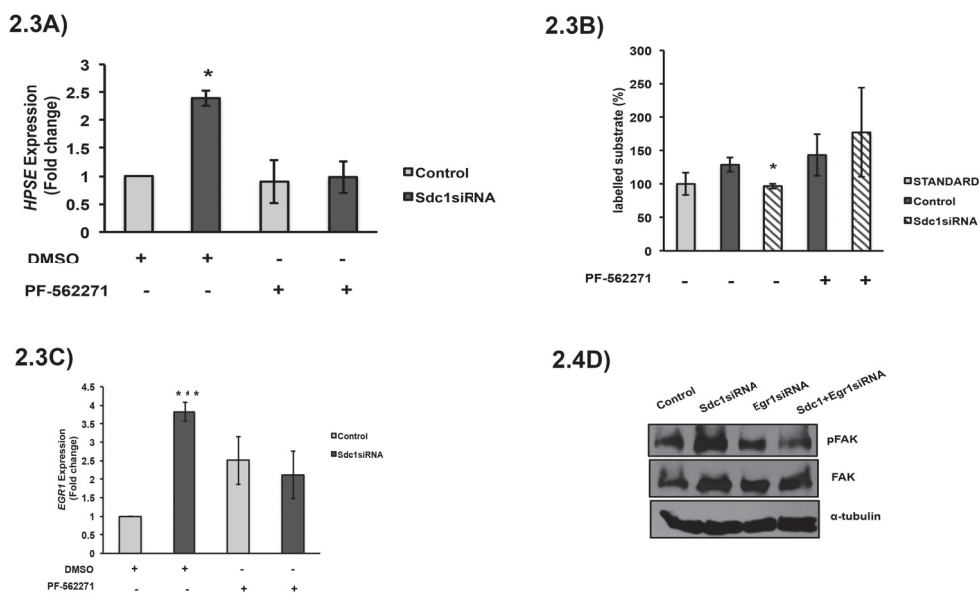 2.3A)
HPSE Expression
(Fold change)
3
2.5
2
1.5
1
0.5
0
*
Control
Sdc1siRNA
DMSO + + - -
PF-562271 - - + +
2.3B)
labelled substrate (%)
300
250
200
150
100
50
0
*
STANDARD
Control
Sdc1siRNA
PF-562271 - - - + +
2.3C)
EGR1 Expression
(Fold change)
4.5
4
3.5
3
2.5
2
1.5
1
0.5
0
***
Control
Sdc1siRNA
DMSO + + - -
PF-562271 - - + +
2.4D)
Control Sdc1siRNA Egr1siRNA Sdc1+Egr1siRNA
pFAK
FAK
α-tubulin